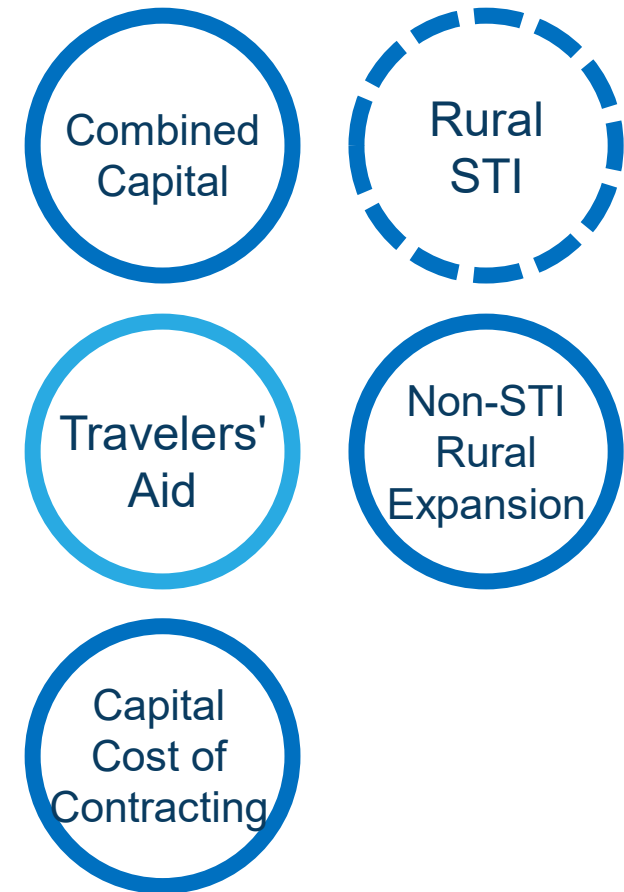 Combined
Capital
Rural
STI
Travelers'
Aid
Non-STI
Rural
Expansion
Capital
Cost of
Contracting